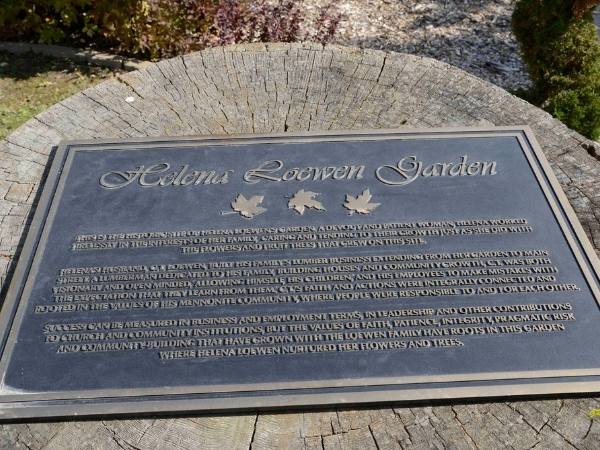 Helena Loewen Garden
THIS IS THE HISTORIC SITE OF HELENA LOEWEN'S GARDEN. A DEVOUT AND PATIENT WOMAN, HELENA WORKED
TIRELESSLY IN THE INTERESTS OF HER FAMILY, CARING AND TENDING TO THEIR GROWTH JUST AS SHE DID WITH
THE FLOWERS AND FRUIT TREES THAT GREW ON THIS SITE.
HELENA'S HUSBAND, C.T. LOEWEN, BUILT HIS FAMILY'S LUMBER BUSINESS EXTENDING FROM HER GARDEN TO MAIN
STREET. A LUMBERMAN DEDICATED TO HIS FAMILY, BUILDING HOUSES AND COMMUNITY GROWTH, C.T. WAS BOTH
VISIONARY AND OPEN MINDED, ALLOWING HIMSELF, HIS CHILDREN AND HIS EMPLOYEES TO MAKE MISTAKES WITH
THE EXPECTATION THAT THEY LEARN FROM THEM. C.T.'S FAITH AND ACTIONS WERE INTEGRALLY CONNECTED AND
ROOTED IN THE VALUES OF HIS MENNONITE COMMUNITY, WHERE PEOPLE WERE RESPONSIBLE TO AND FOR EACH OTHER.
SUCCESS CAN BE MEASURED IN BUSINESS AND EMPLOYMENT TERMS, IN LEADERSHIP AND OTHER CONTRIBUTIONS
TO CHURCH AND COMMUNITY INSTITUTIONS, BUT THE VALUES OF FAITH, PATIENCE, INTEGRITY, PRAGMATIC RISK
AND COMMUNITY-BUILDING THAT HAVE GROWN WITH THE LOEWEN FAMILY HAVE ROOTS IN THIS GARDEN
WHERE HELENA LOEWEN NURTURED HER FLOWERS AND TREES.